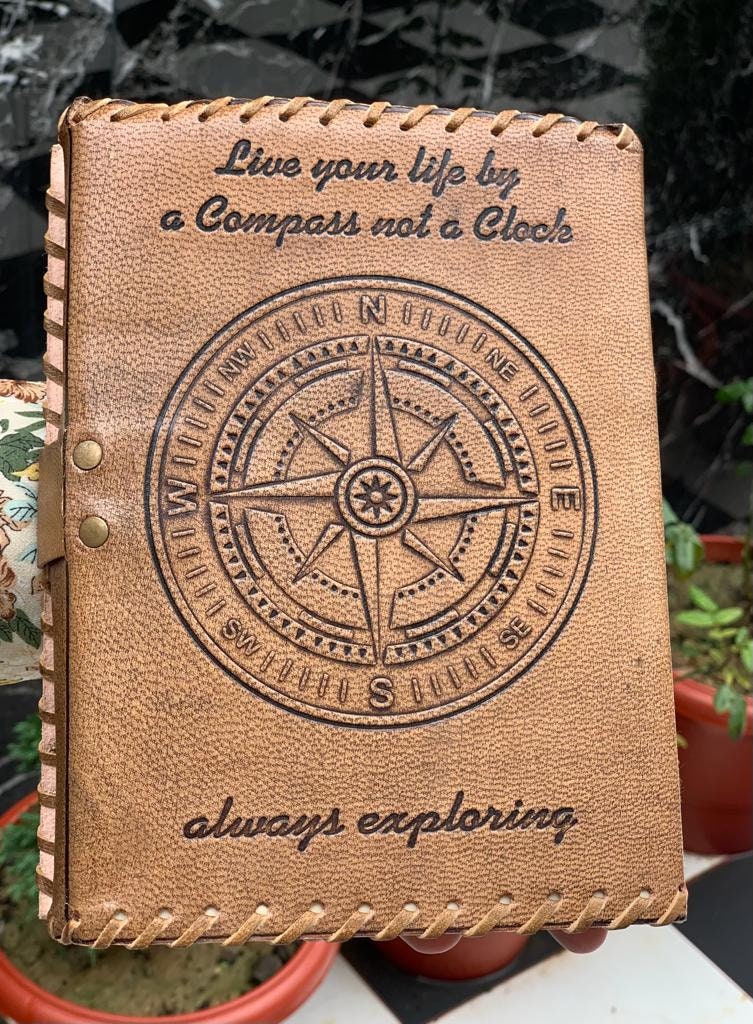 Live your life by
a Compass not a Clock
N
NW
NE
W
E
SW
SE
S
always exploring